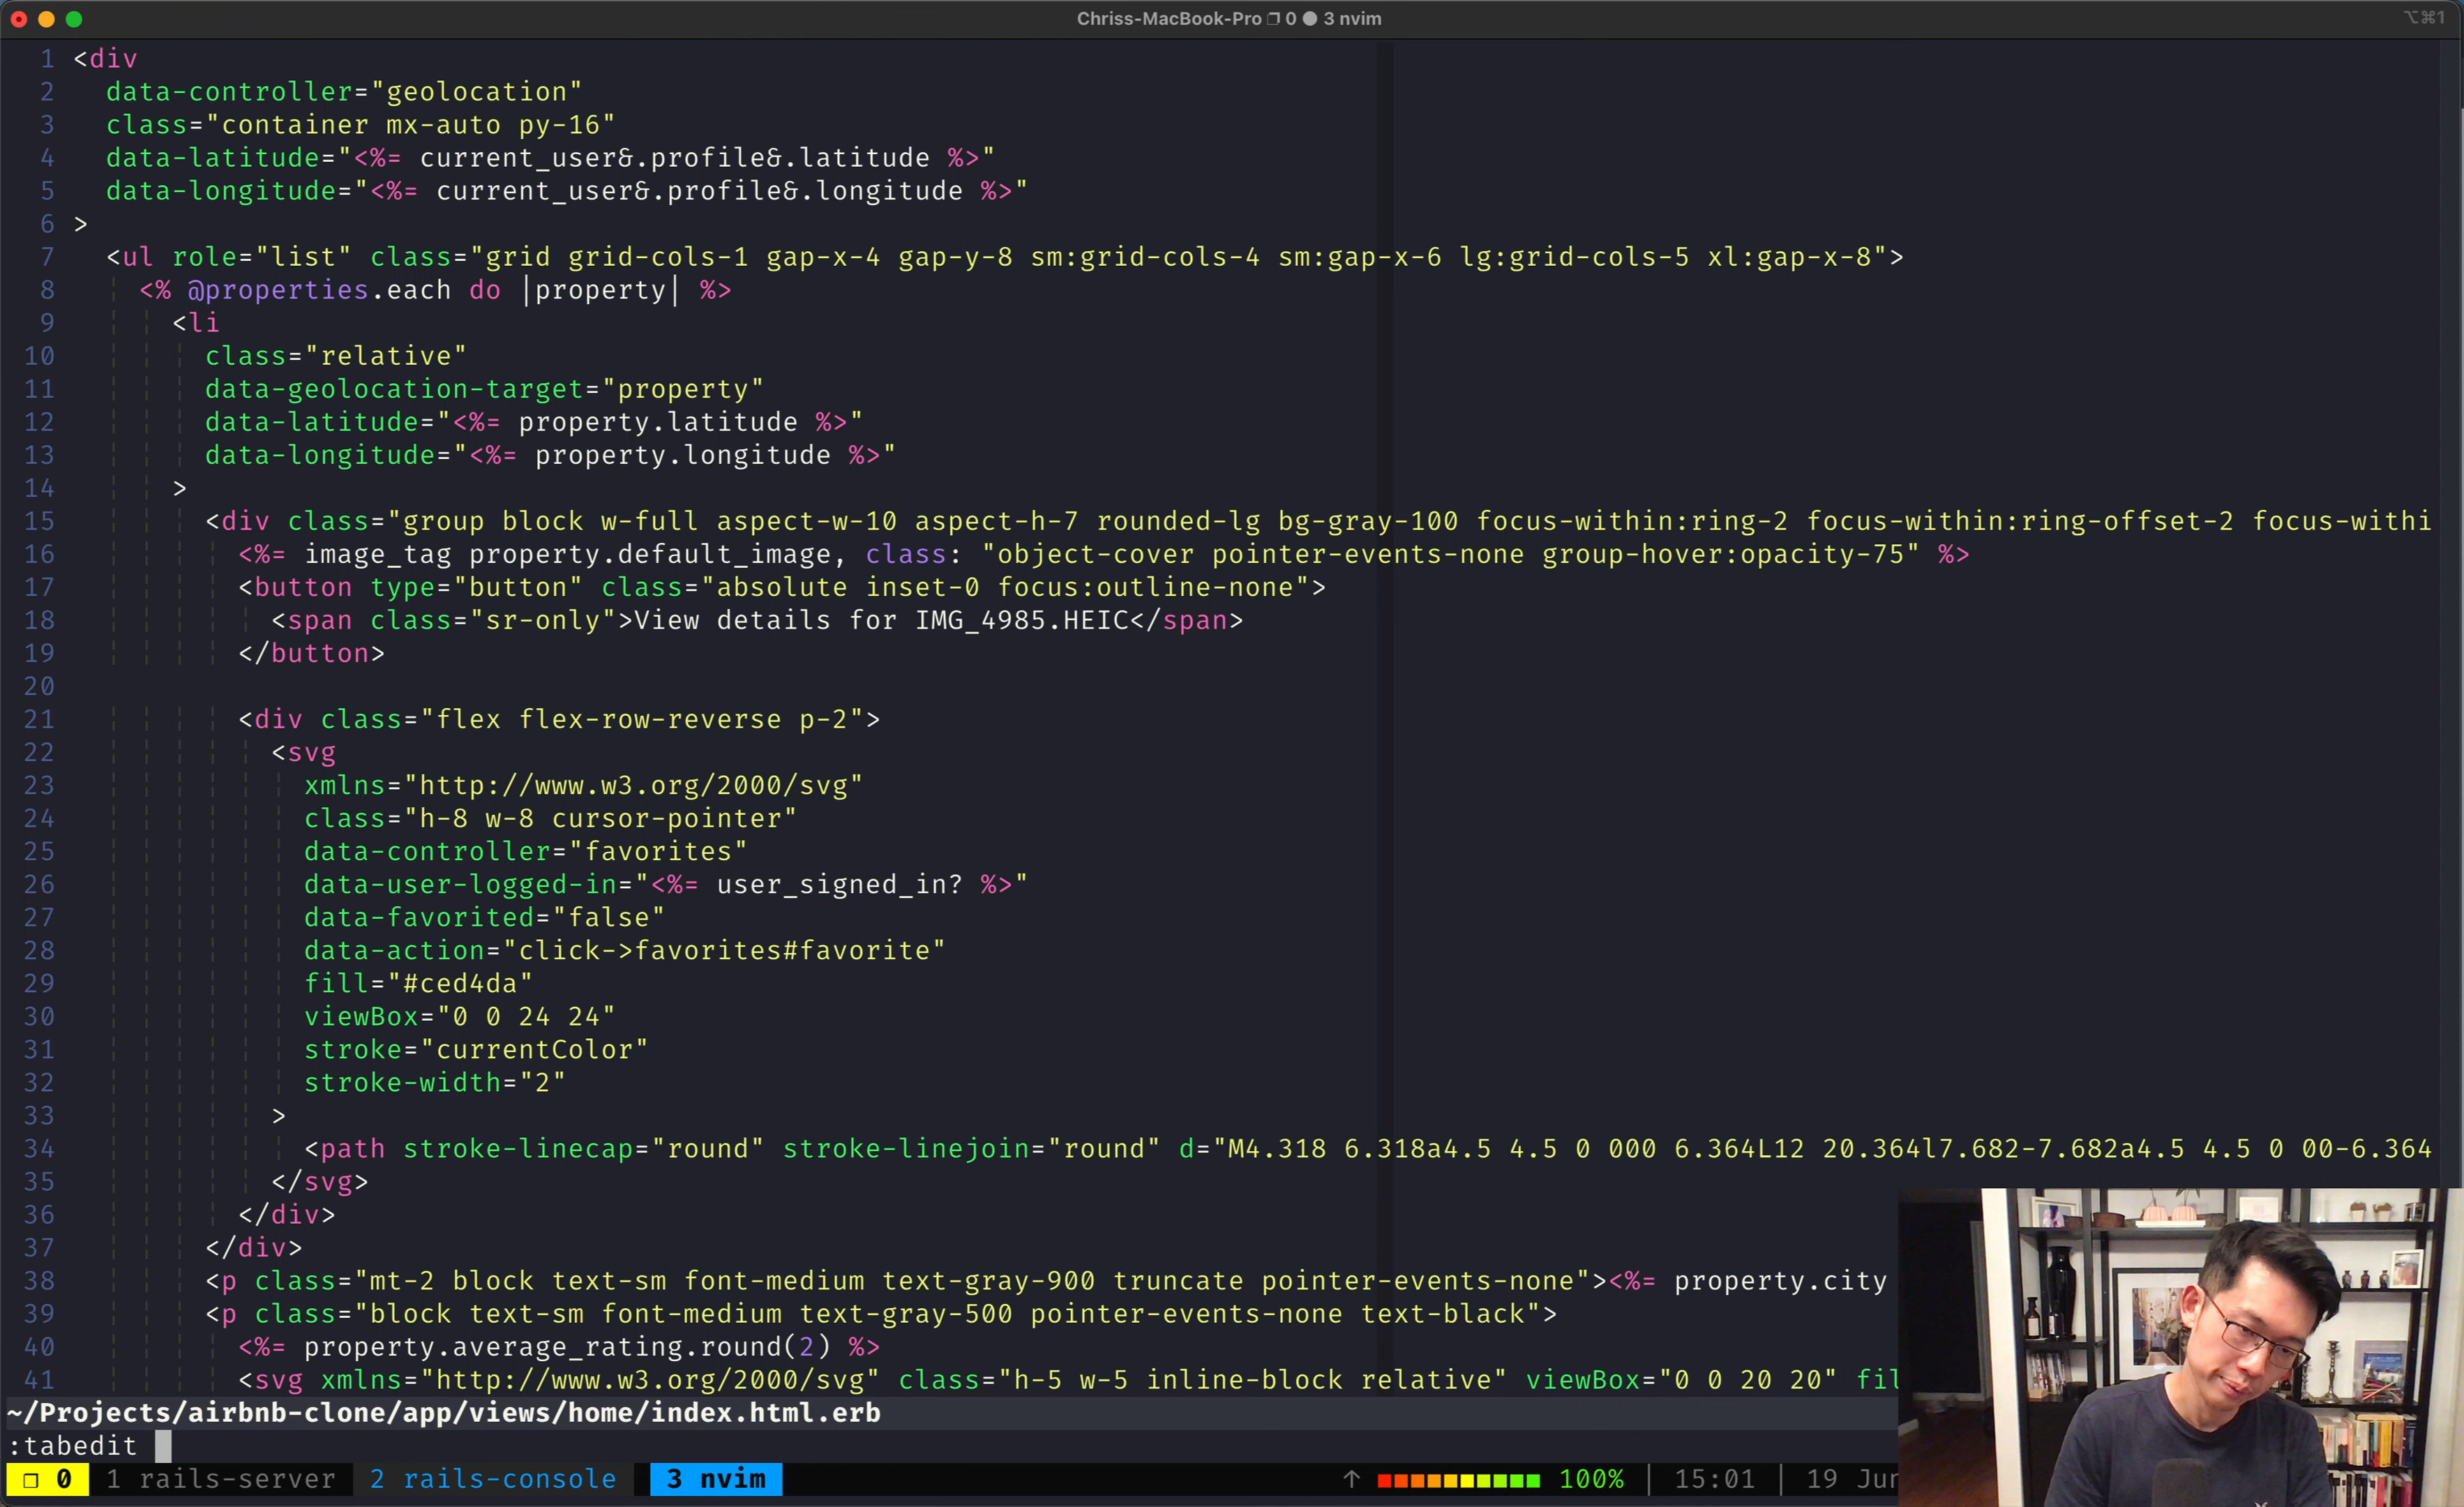 Chriss-MacBook-Pro ❐ 0 ● 3 nvim
⌥⌘1
1 <div
2 data-controller="geolocation"
3 class="container mx-auto py-16"
4 data-latitude="<%= current_user&.profile&.latitude %>"
5 data-longitude="<%= current_user&.profile&.longitude %>"
6 >
7 <ul role="list" class="grid grid-cols-1 gap-x-4 gap-y-8 sm:grid-cols-4 sm:gap-x-6 lg:grid-cols-5 xl:gap-x-8">
8 <% @properties.each do |property| %>
9 <li
10 class="relative"
11 data-geolocation-target="property"
12 data-latitude="<%= property.latitude %>"
13 data-longitude="<%= property.longitude %>"
14 >
15 <div class="group block w-full aspect-w-10 aspect-h-7 rounded-lg bg-gray-100 focus-within:ring-2 focus-within:ring-offset-2 focus-withi
16 <%= image_tag property.default_image, class: "object-cover pointer-events-none group-hover:opacity-75" %>
17 <button type="button" class="absolute inset-0 focus:outline-none">
18 <span class="sr-only">View details for IMG_4985.HEIC</span>
19 </button>
20
21 <div class="flex flex-row-reverse p-2">
22 <svg
23 xmlns="http://www.w3.org/2000/svg"
24 class="h-8 w-8 cursor-pointer"
25 data-controller="favorites"
26 data-user-logged-in="<%= user_signed_in? %>"
27 data-favorited="false"
28 data-action="click->favorites#favorite"
29 fill="#ced4da"
30 viewBox="0 0 24 24"
31 stroke="currentColor"
32 stroke-width="2"
33 >
34 <path stroke-linecap="round" stroke-linejoin="round" d="M4.318 6.318a4.5 4.5 0 000 6.364L12 20.364l7.682-7.682a4.5 4.5 0 00-6.364
35 </svg>
36 </div>
37 </div>
38 <p class="mt-2 block text-sm font-medium text-gray-900 truncate pointer-events-none"><%= property.city
39 <p class="block text-sm font-medium text-gray-500 pointer-events-none text-black">
40 <%= property.average_rating.round(2) %>
41 <svg xmlns="http://www.w3.org/2000/svg" class="h-5 w-5 inline-block relative" viewBox="0 0 20 20" fil
~/Projects/airbnb-clone/app/views/home/index.html.erb
:tabedit
❐ 0 1 rails-server 2 rails-console 3 nvim ↑ 100% | 15:01 | 19 Jun